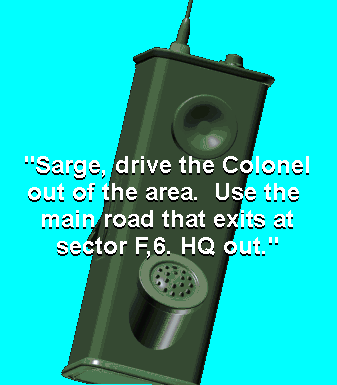 "Sarge, drive the Colonel
out of the area.  Use the
main road that exits at
sector F,6. HQ out."